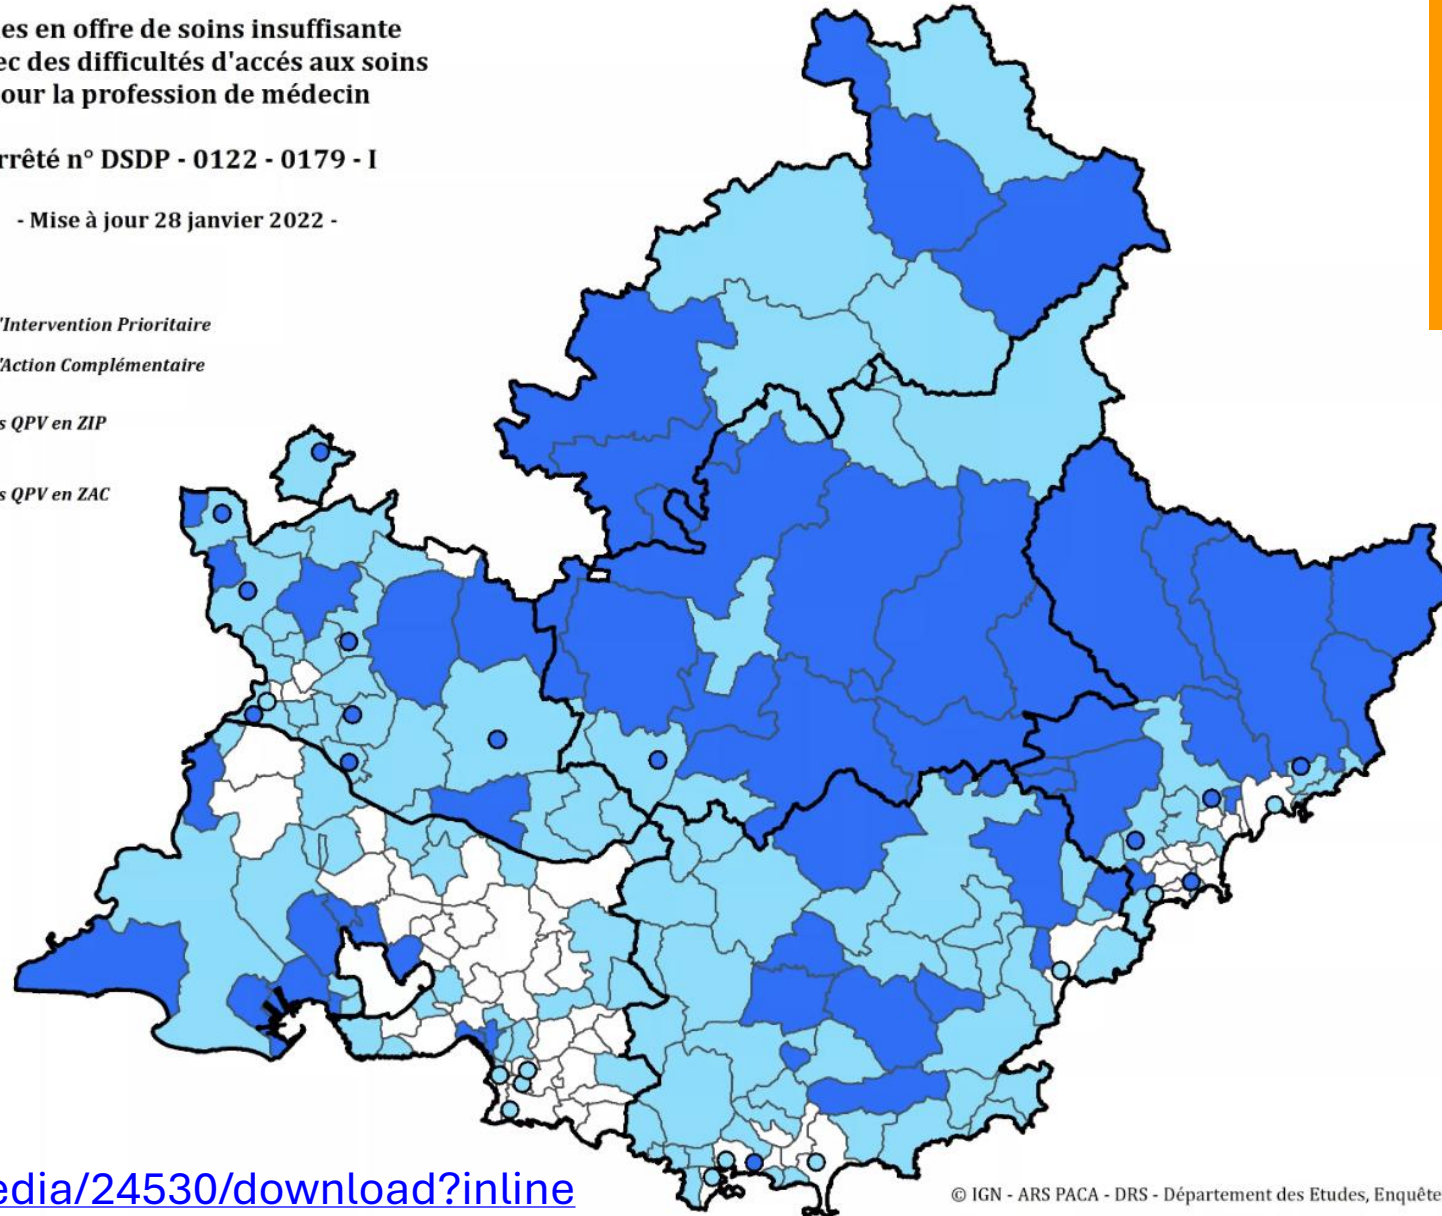 es en offre de soins insuffisante
ec des difficultés d'accés aux soins
our la profession de médecin
rrêté n° DSDP - 0122 - 0179 - I
- Mise à jour 28 janvier 2022 -
'Intervention Prioritaire
'Action Complémentaire
s QPV en ZIP
s QPV en ZAC
edia/24530/download?inline
© IGN - ARS PACA - DRS - Département des Etudes, Enquête